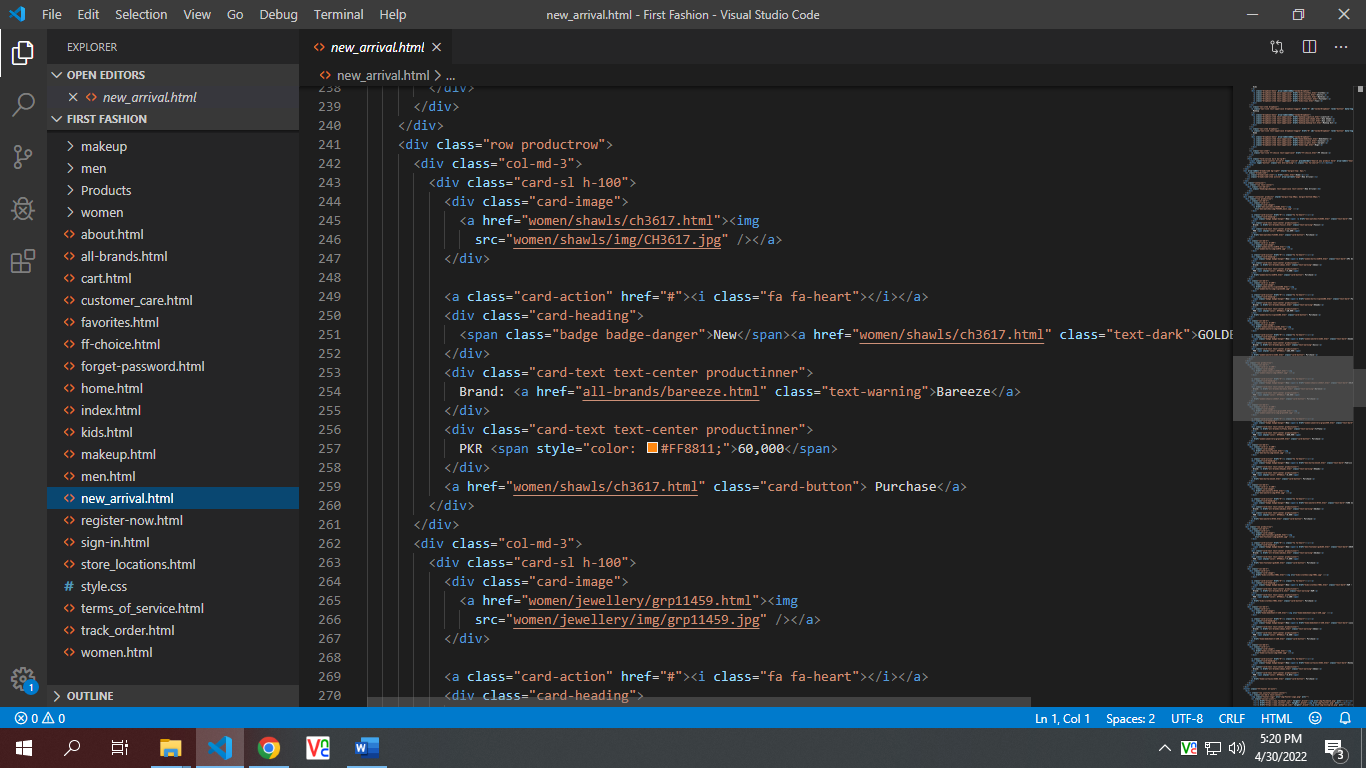 File Edit Selection View Go Debug Terminal Help new_arrival.html - First Fashion - Visual Studio Code
EXPLORER
OPEN EDITORS
new_arrival.html
FIRST FASHION
makeup
men
Products
women
about.html
all-brands.html
cart.html
customer_care.html
favorites.html
ff-choice.html
forget-password.html
home.html
index.html
kids.html
makeup.html
men.html
new_arrival.html
register-now.html
sign-in.html
store_locations.html
# style.css
terms_of_service.html
track_order.html
women.html
OUTLINE
1
new_arrival.html
new_arrival.html > ...
238 </div>
239 </div>
240 </div>
241 <div class="row productrow">
242 <div class="col-md-3">
243 <div class="card-sl h-100">
244 <div class="card-image">
245 <a href="women/shawls/ch3617.html"><img
246 src="women/shawls/img/CH3617.jpg" /></a>
247 </div>
248
249 <a class="card-action" href="#"><i class="fa fa-heart"></i></a>
250 <div class="card-heading">
251 <span class="badge badge-danger">New</span><a href="women/shawls/ch3617.html" class="text-dark">GOLDE
252 </div>
253 <div class="card-text text-center productinner">
254 Brand: <a href="all-brands/bareeze.html" class="text-warning">Bareeze</a>
255 </div>
256 <div class="card-text text-center productinner">
257 PKR <span style="color: #FF8811;">60,000</span>
258 </div>
259 <a href="women/shawls/ch3617.html" class="card-button"> Purchase</a>
260 </div>
261 </div>
262 <div class="col-md-3">
263 <div class="card-sl h-100">
264 <div class="card-image">
265 <a href="women/jewellery/grp11459.html"><img
266 src="women/jewellery/img/grp11459.jpg" /></a>
267 </div>
268
269 <a class="card-action" href="#"><i class="fa fa-heart"></i></a>
270 <div class="card-heading">
0 0 Ln 1, Col 1 Spaces: 2 UTF-8 CRLF HTML
5:20 PM
4/30/2022
3